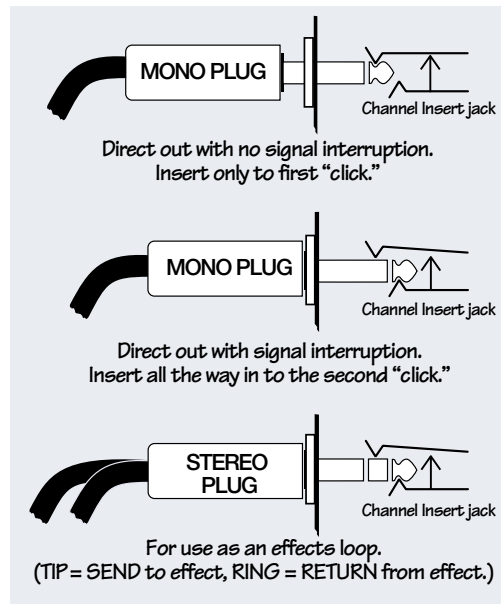 MONO PLUG
Channel Insert jack
Direct out with no signal interruption.
Insert only to first “click.”
MONO PLUG
Channel Insert jack
Direct out with signal interruption.
Insert all the way in to the second “click.”
STEREO
PLUG
Channel Insert jack
For use as an effects loop.
(TIP = SEND to effect, RING = RETURN from effect.)